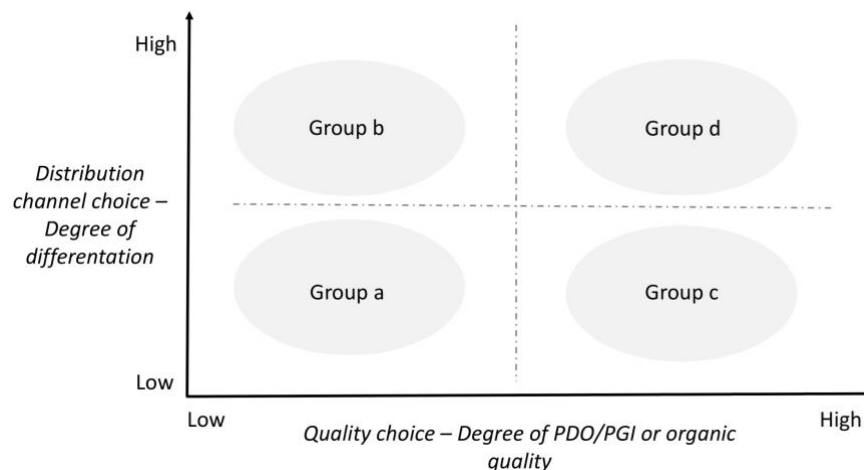 High
Group b
Group d
Distribution
channel choice –
Degree of
differentation
Group a
Group c
Low
Low
High
Quality choice – Degree of PDO/PGI or organic
quality